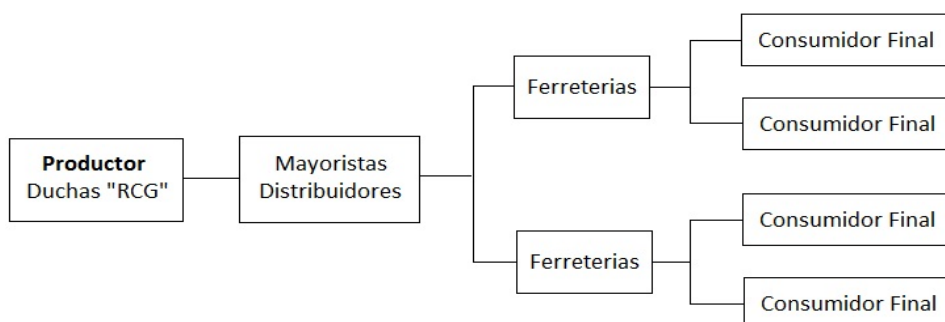 Productor
Duchas "RCG"
Mayoristas
Distribuidores
Ferreterias
Ferreterias
Consumidor Final
Consumidor Final
Consumidor Final
Consumidor Final